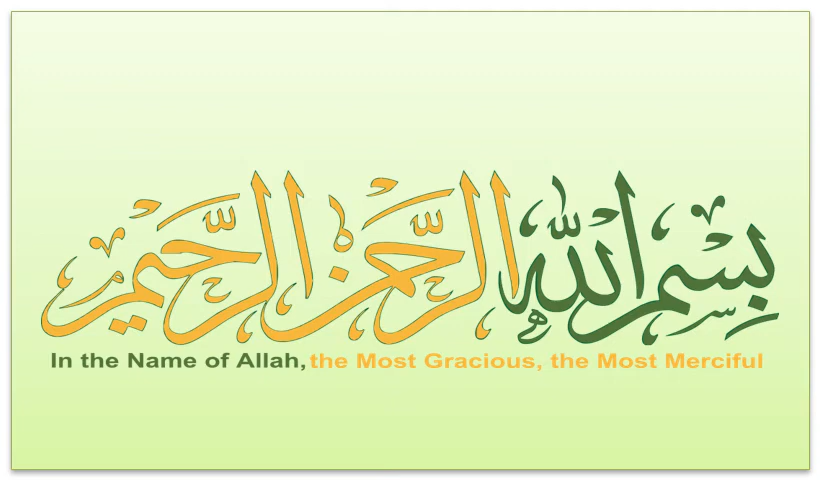 بسم الله الرحمن الرحيم
In the Name of Allah, the Most Gracious, the Most Merciful